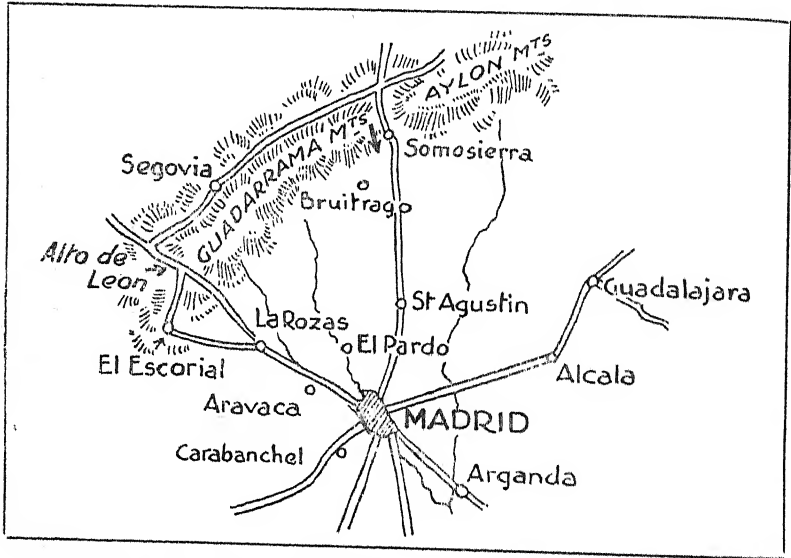 AYLON MTS
Somosierra
GUADARRAMA MTS
Segovia
Bruitrago
Alto de
Leon
Guadalajara
St Agustin
La Rozas
El Pardo
El Escorial
Alcala
Aravaca
MADRID
Carabanchel
Arganda